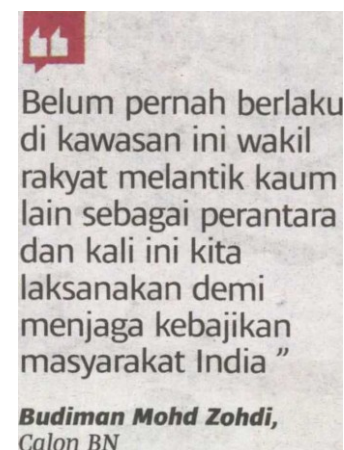 Belum pernah berlaku
di kawasan ini wakil
rakyat melantik kaum
lain sebagai perantara
dan kali ini kita
laksanakan demi
menjaga kebajikan
masyarakat India ”
Budiman Mohd Zohdi,
Calon BN